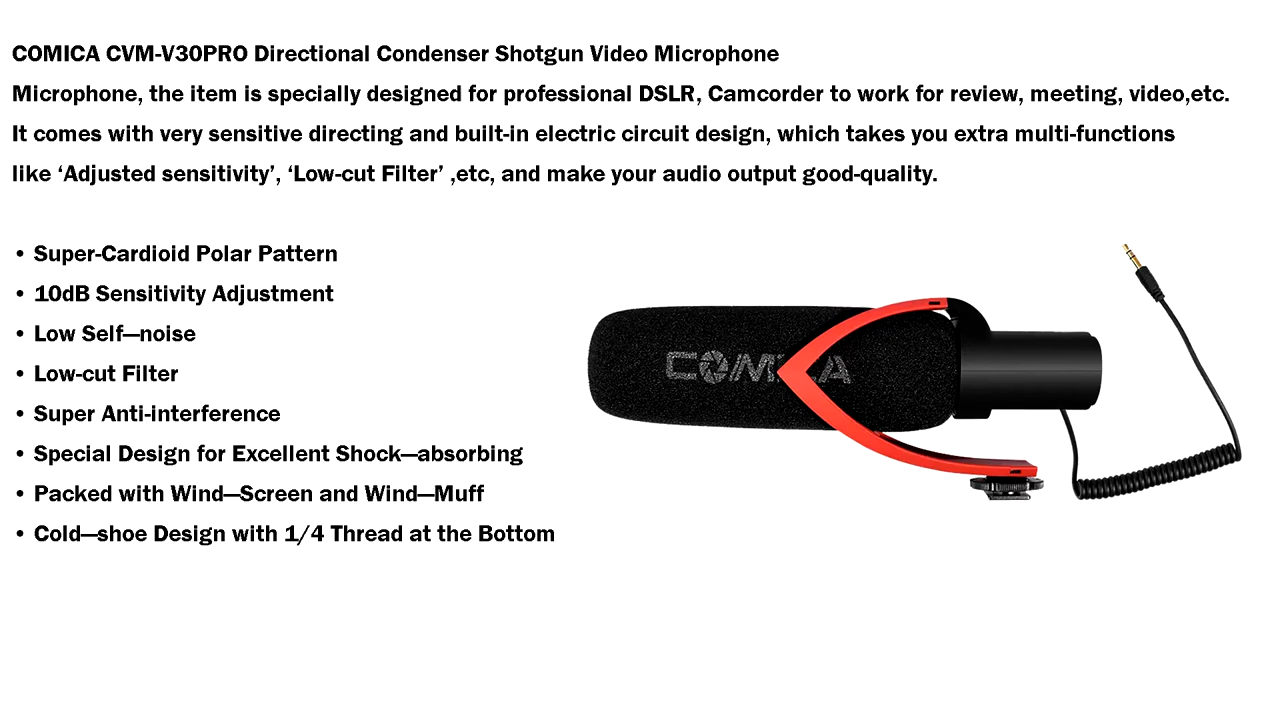 COMICA CVM-V30PRO Directional Condenser Shotgun Video Microphone
Microphone, the item is specially designed for professional DSLR, Camcorder to work for review, meeting, video,etc.
It comes with very sensitive directing and built-in electric circuit design, which takes you extra multi-functions
like ‘Adjusted sensitivity’, ‘Low-cut Filter’ ,etc, and make your audio output good-quality.
• Super-Cardioid Polar Pattern
• 10dB Sensitivity Adjustment
• Low Self—noise
• Low-cut Filter
• Super Anti-interference
• Special Design for Excellent Shock—absorbing
• Packed with Wind—Screen and Wind—Muff
• Cold—shoe Design with 1/4 Thread at the Bottom
COMICA